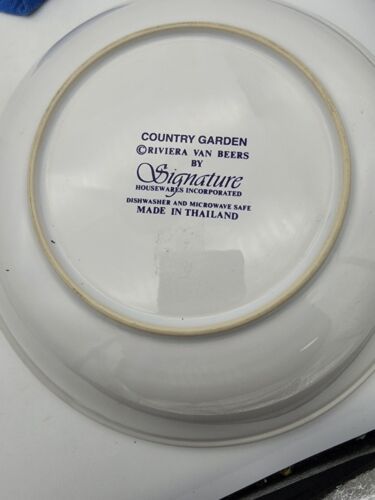 COUNTRY GARDEN
©RIVIERA VAN BEERS
BY
Signature
HOUSEWARES INCORPORATED
DISHWASHER AND MICROWAVE SAFE
MADE IN THAILAND